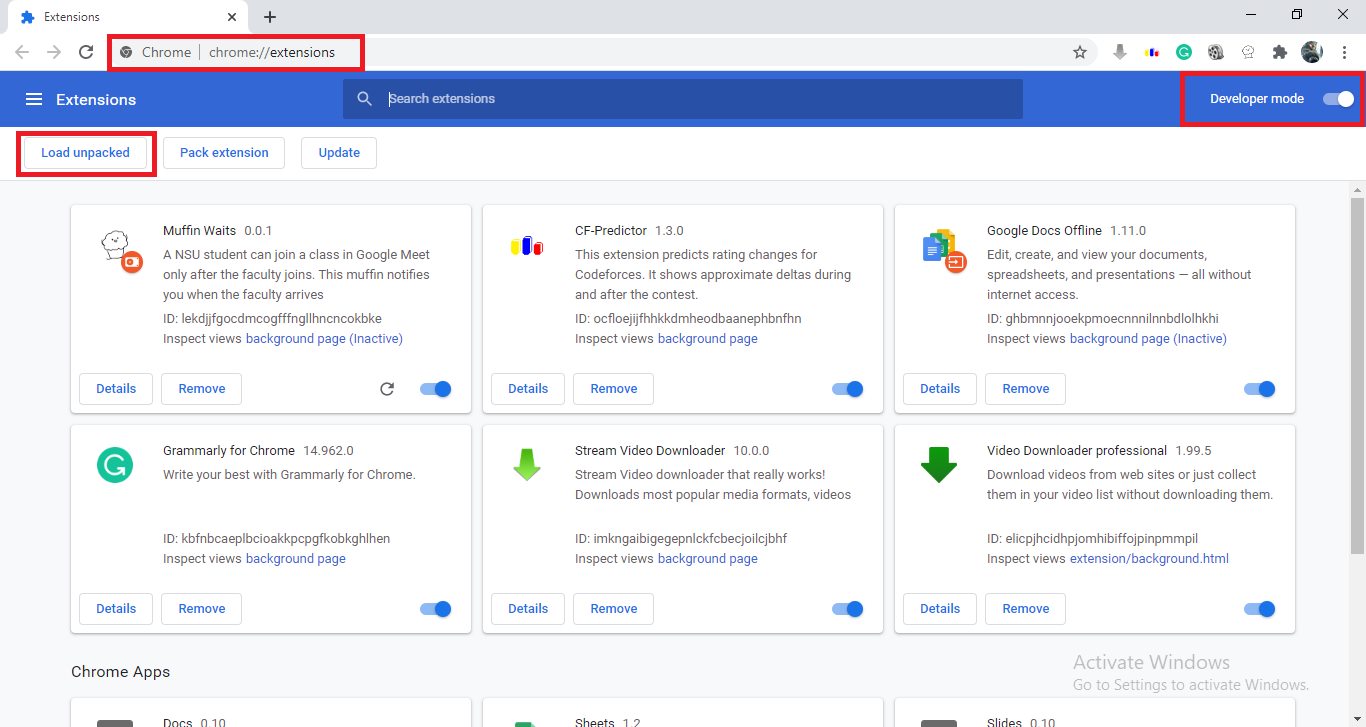 Extensions
Chrome | chrome://extensions
Extensions
Search extensions
Developer mode
Load unpacked
Pack extension
Update
Muffin Waits 0.0.1
A NSU student can join a class in Google Meet
only after the faculty joins. This muffin notifies
you when the faculty arrives
ID: lekdjjfgocdmcogfffngllhncncokbke
Inspect views background page (Inactive)
Details
Remove
CF-Predictor 1.3.0
This extension predicts rating changes for
Codeforces. It shows approximate deltas during
and after the contest.
ID: ocfloejijfhhkkdmheodbaanephbnfhn
Inspect views background page
Details
Remove
Google Docs Offline 1.11.0
Edit, create, and view your documents,
spreadsheets, and presentations — all without
internet access.
ID: ghbmnnjooekpmoecnnnilnnbdlolhkhi
Inspect views background page (Inactive)
Details
Remove
Grammarly for Chrome 14.962.0
Write your best with Grammarly for Chrome.
ID: kbfnbcaeplbcioakkpcpgfkobkghlhen
Inspect views background page
Details
Remove
Stream Video Downloader 10.0.0
Stream Video downloader that really works!
Downloads most popular media formats, videos
ID: imkngaibigegepnlckfcbecjoilcjbhf
Inspect views background page
Details
Remove
Video Downloader professional 1.99.5
Download videos from web sites or just collect
them in your video list without downloading them.
ID: elicpjhcidhpjomhibiffojpinpmmpil
Inspect views extension/background.html
Details
Remove
Chrome Apps
Activate Windows
Go to Settings to activate Windows.
Docs 0.10
Sheets 1.2
Slides 0.10